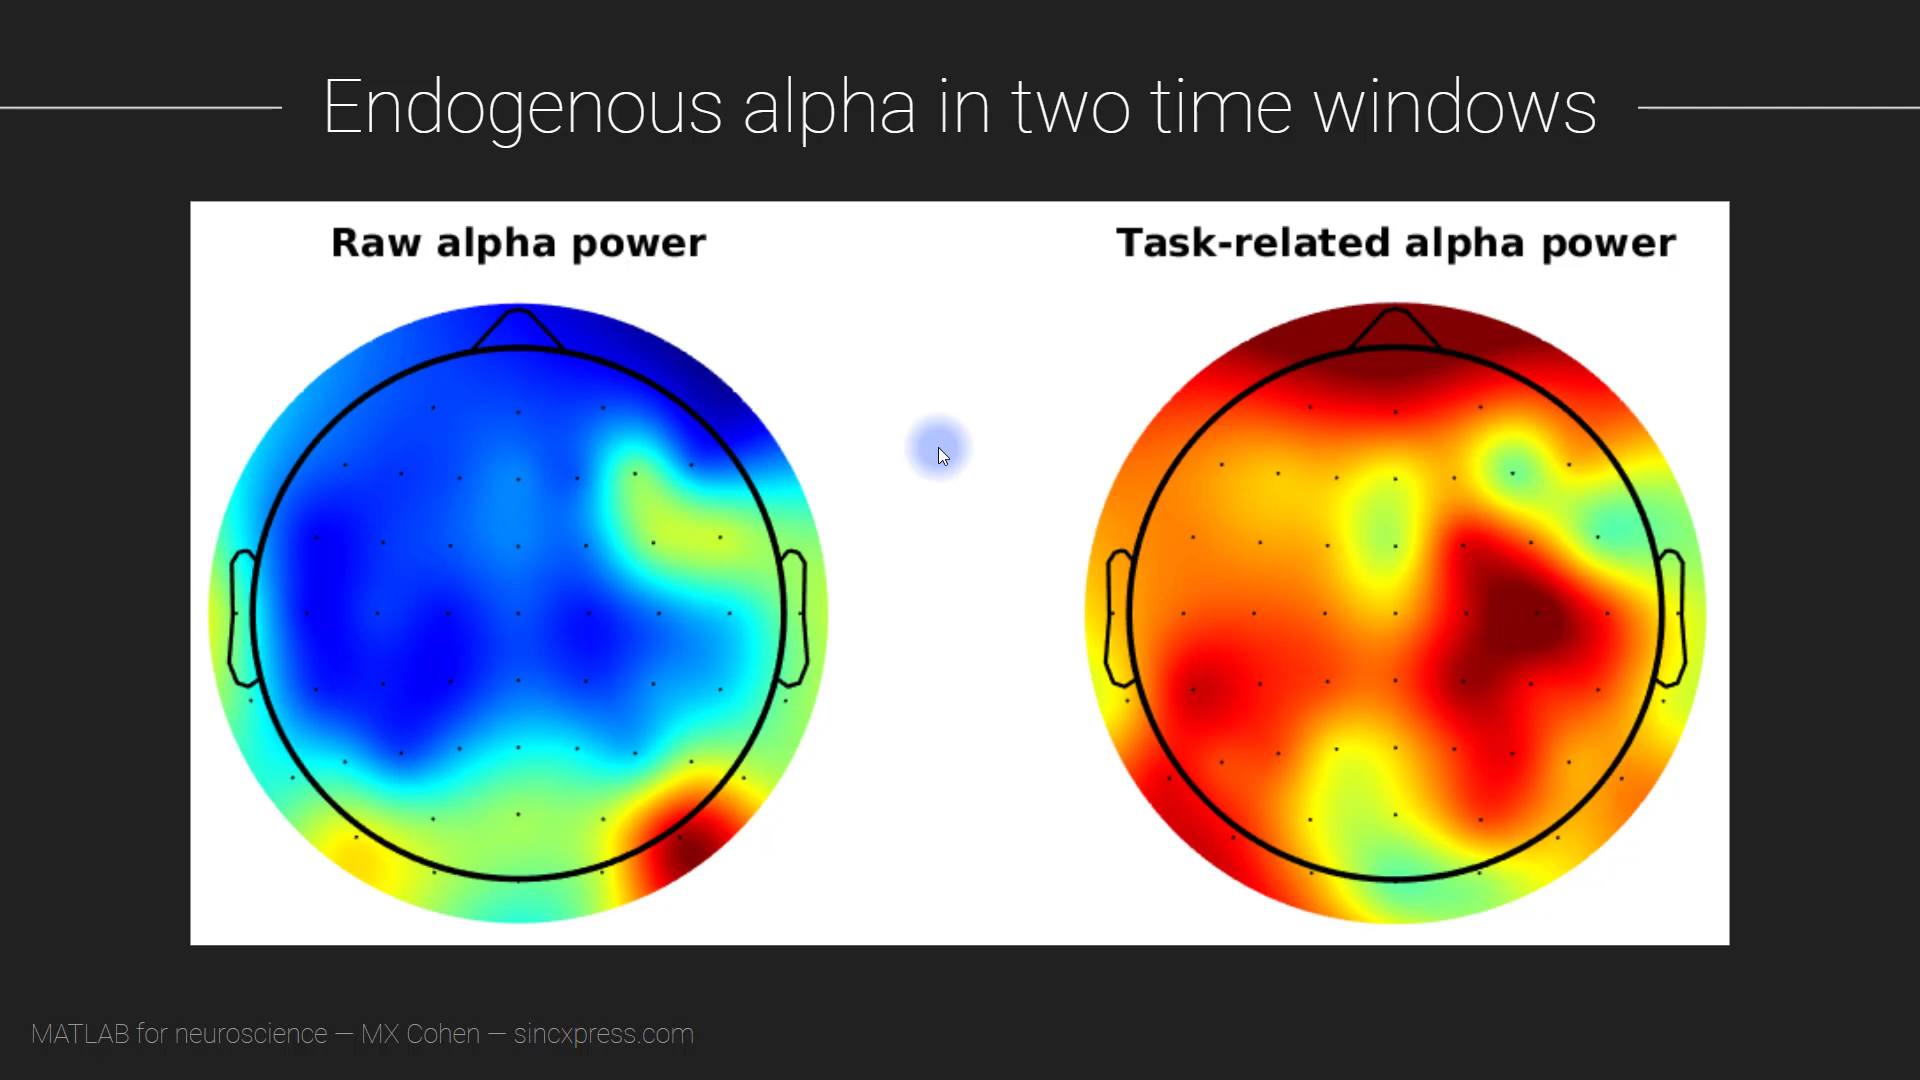 Endogenous alpha in two time windows
Raw alpha power
Task-related alpha power
MATLAB for neuroscience — MX Cohen — sincxpress.com